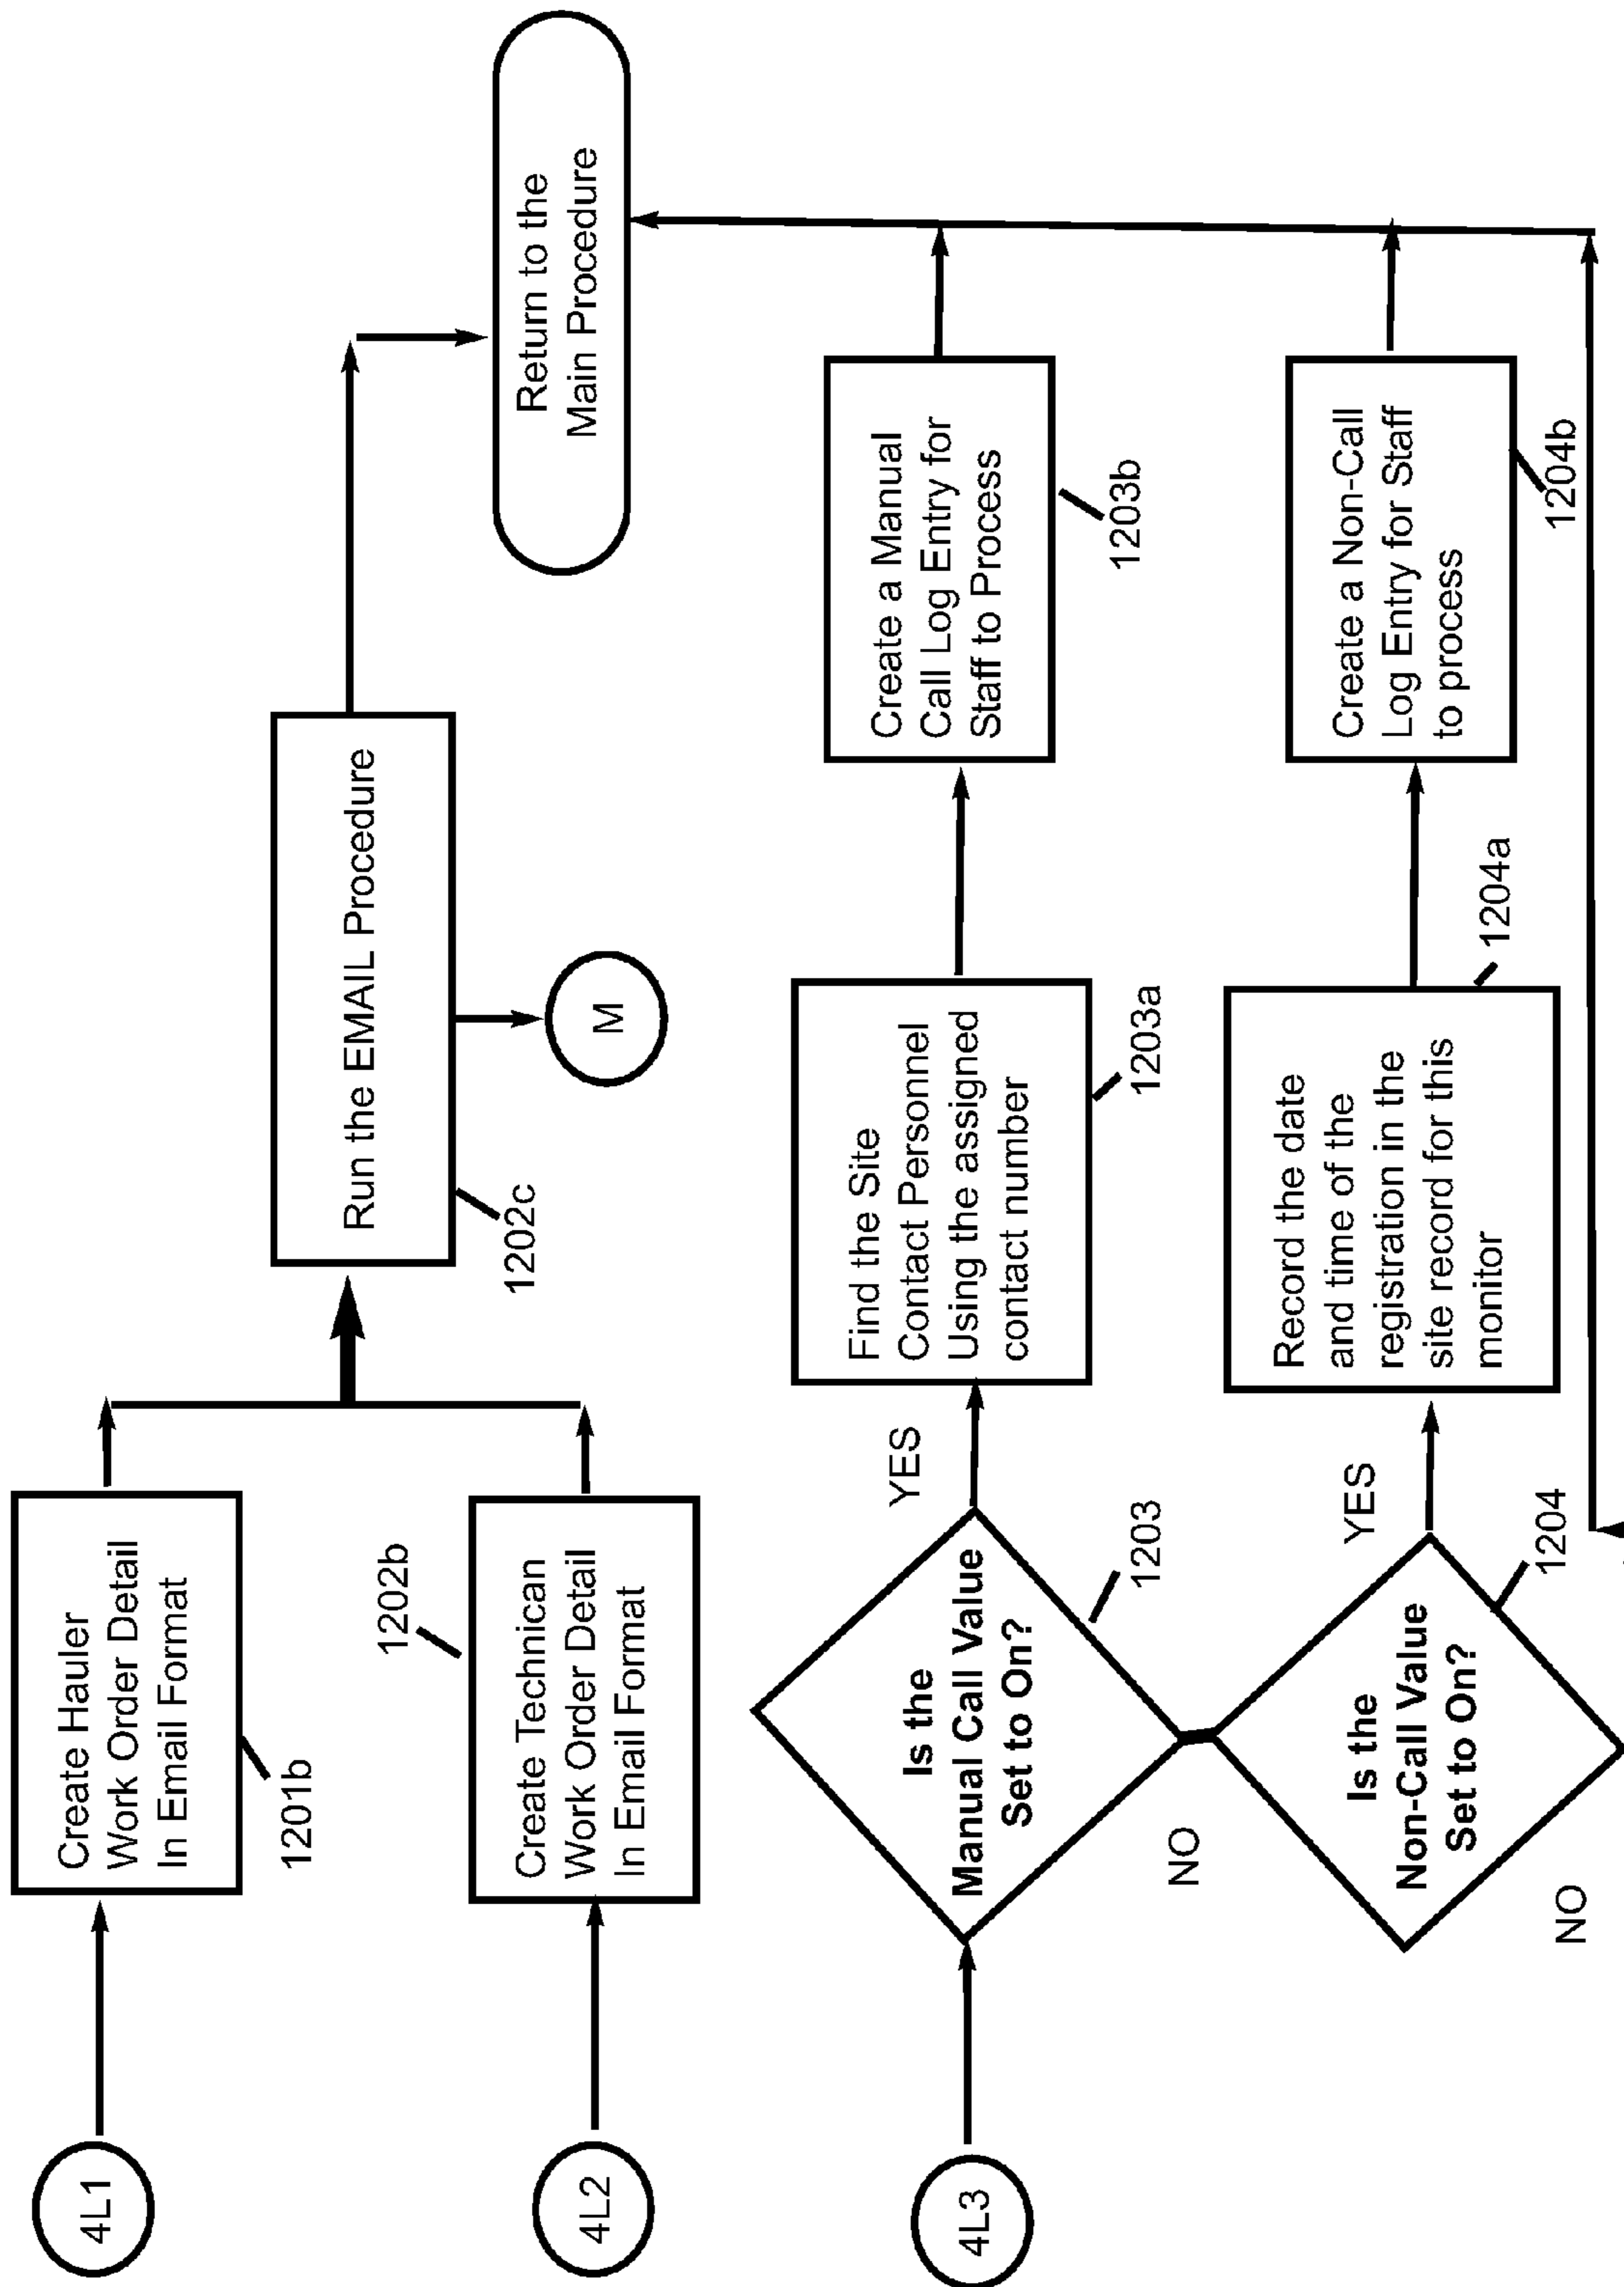 4L1
Create Hauler
Work Order Detail
In Email Format
1201b
4L2
1202b
Create Technican
Work Order Detail
In Email Format
Run the EMAIL Procedure
1202c
M
Return to the
Main Procedure
4L3
Is the
Manual Call Value
Set to On?
1203
YES
NO
Find the Site
Contact Personnel
Using the assigned
contact number
1203a
Create a Manual
Call Log Entry for
Staff to Process
1203b
Is the
Non-Call Value
Set to On?
1204
YES
NO
Record the date
and time of the
registration in the
site record for this
monitor
1204a
Create a Non-Call
Log Entry for Staff
to process
1204b